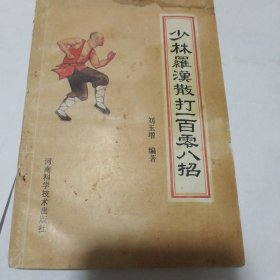 少林羅漢散打一百零八招
刘玉增 编著
河南科学技术出版社